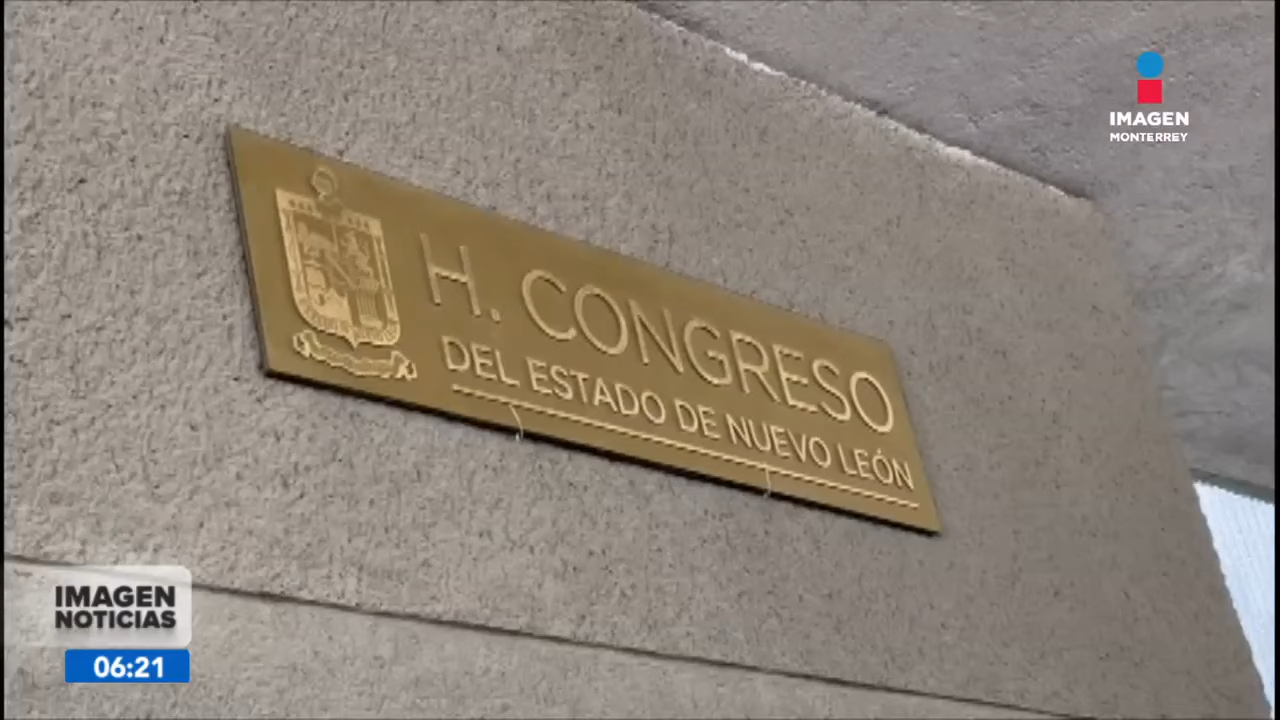 IMAGEN
MONTERREY
H. CONGRESO
DEL ESTADO DE NUEVO LEÓN
IMAGEN
NOTICIAS
06:21